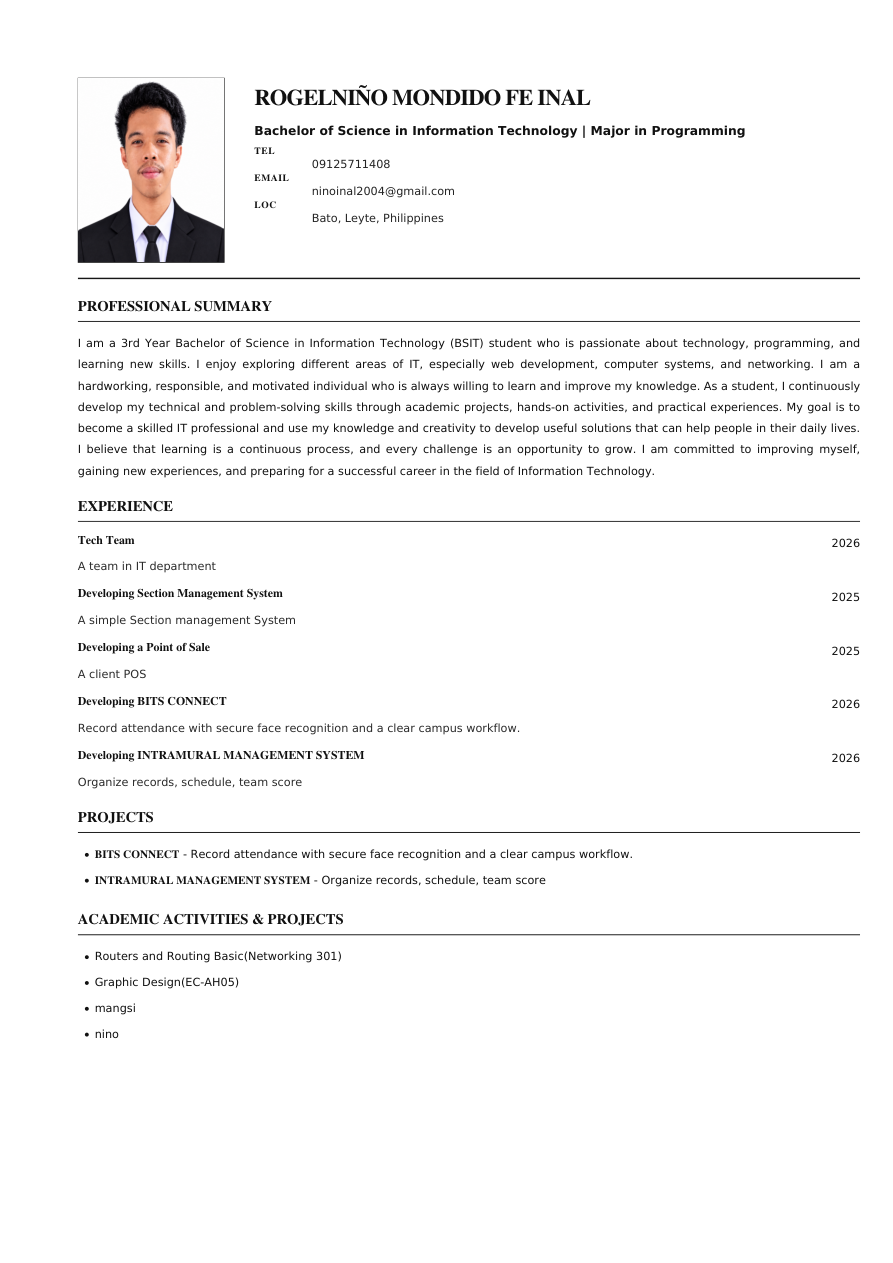 ROGELNIÑO MONDIDO FE INAL
Bachelor of Science in Information Technology | Major in Programming
TEL
09125711408
EMAIL
ninoinal2004@gmail.com
LOC
Bato, Leyte, Philippines
PROFESSIONAL SUMMARY
I am a 3rd Year Bachelor of Science in Information Technology (BSIT) student who is passionate about technology, programming, and
learning new skills. I enjoy exploring different areas of IT, especially web development, computer systems, and networking. I am a
hardworking, responsible, and motivated individual who is always willing to learn and improve my knowledge. As a student, I continuously
develop my technical and problem-solving skills through academic projects, hands-on activities, and practical experiences. My goal is to
become a skilled IT professional and use my knowledge and creativity to develop useful solutions that can help people in their daily lives.
I believe that learning is a continuous process, and every challenge is an opportunity to grow. I am committed to improving myself,
gaining new experiences, and preparing for a successful career in the field of Information Technology.
EXPERIENCE
Tech Team 2026
A team in IT department
Developing Section Management System 2025
A simple Section management System
Developing a Point of Sale 2025
A client POS
Developing BITS CONNECT 2026
Record attendance with secure face recognition and a clear campus workflow.
Developing INTRAMURAL MANAGEMENT SYSTEM 2026
Organize records, schedule, team score
PROJECTS
• BITS CONNECT - Record attendance with secure face recognition and a clear campus workflow.
• INTRAMURAL MANAGEMENT SYSTEM - Organize records, schedule, team score
ACADEMIC ACTIVITIES & PROJECTS
• Routers and Routing Basic(Networking 301)
• Graphic Design(EC-AH05)
• mangsi
• nino